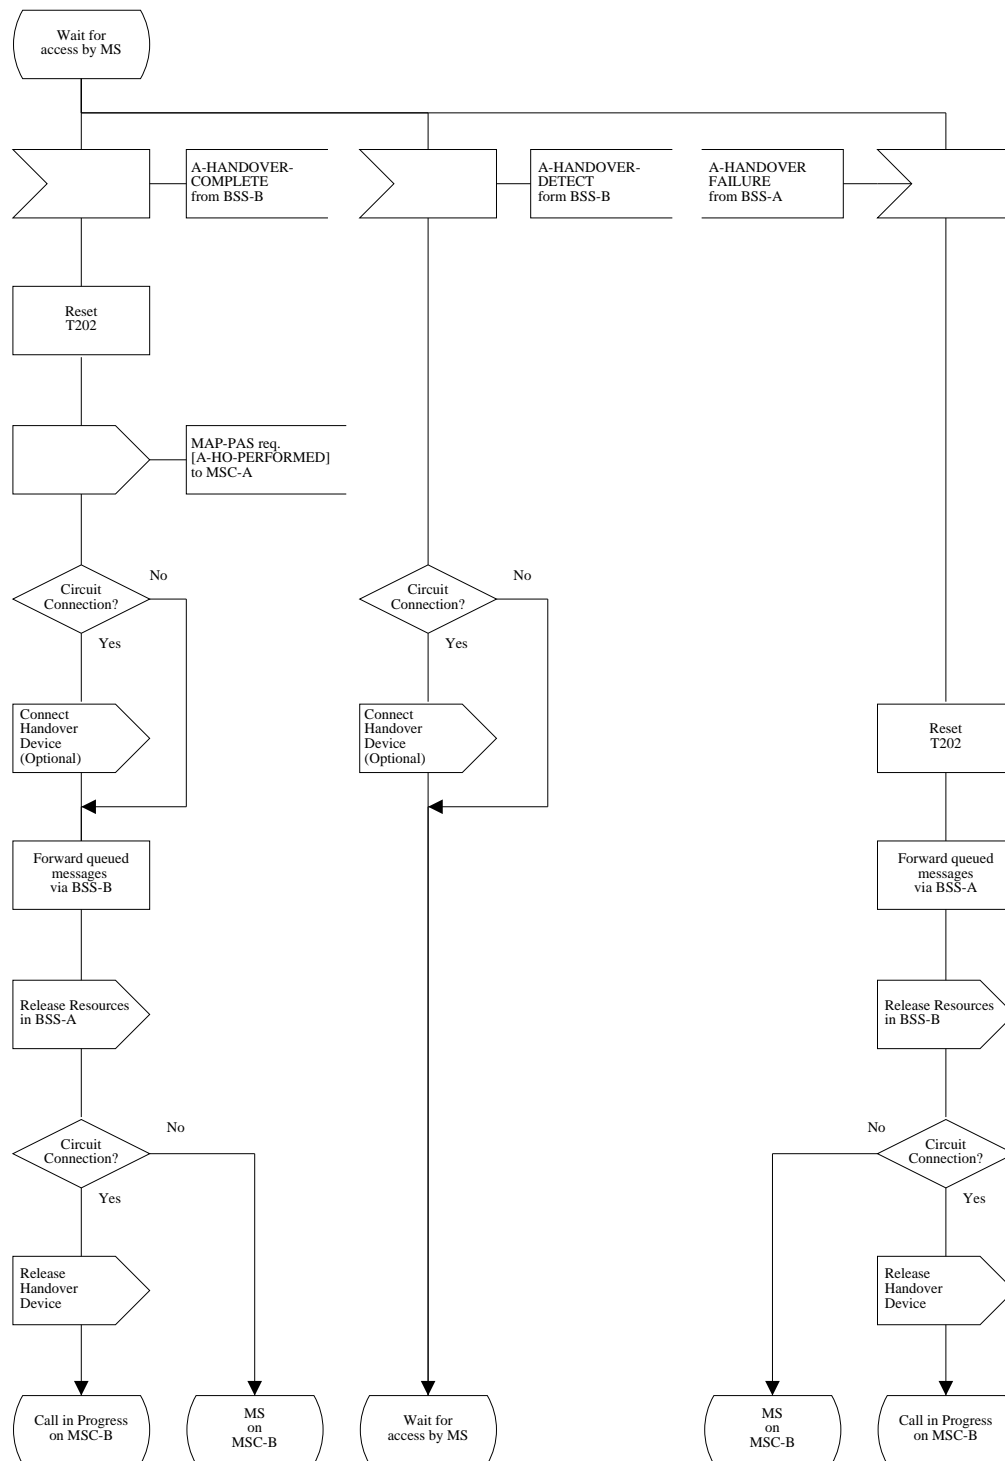 Wait for
access by MS
A-HANDOVER-
COMPLETE
from BSS-B
A-HANDOVER-
DETECT
form BSS-B
A-HANDOVER
FAILURE
from BSS-A
Reset
T202
MAP-PAS req.
[A-HO-PERFORMED]
to MSC-A
Circuit
Connection?
No
Yes
Circuit
Connection?
No
Yes
Connect
Handover
Device
(Optional)
Connect
Handover
Device
(Optional)
Reset
T202
Forward queued
messages
via BSS-B
Forward queued
messages
via BSS-A
Release Resources
in BSS-A
Release Resources
in BSS-B
Circuit
Connection?
No
Yes
No
Circuit
Connection?
Yes
Release
Handover
Device
Release
Handover
Device
Call in Progress
on MSC-B
MS
on
MSC-B
Wait for
access by MS
MS
on
MSC-B
Call in Progress
on MSC-B